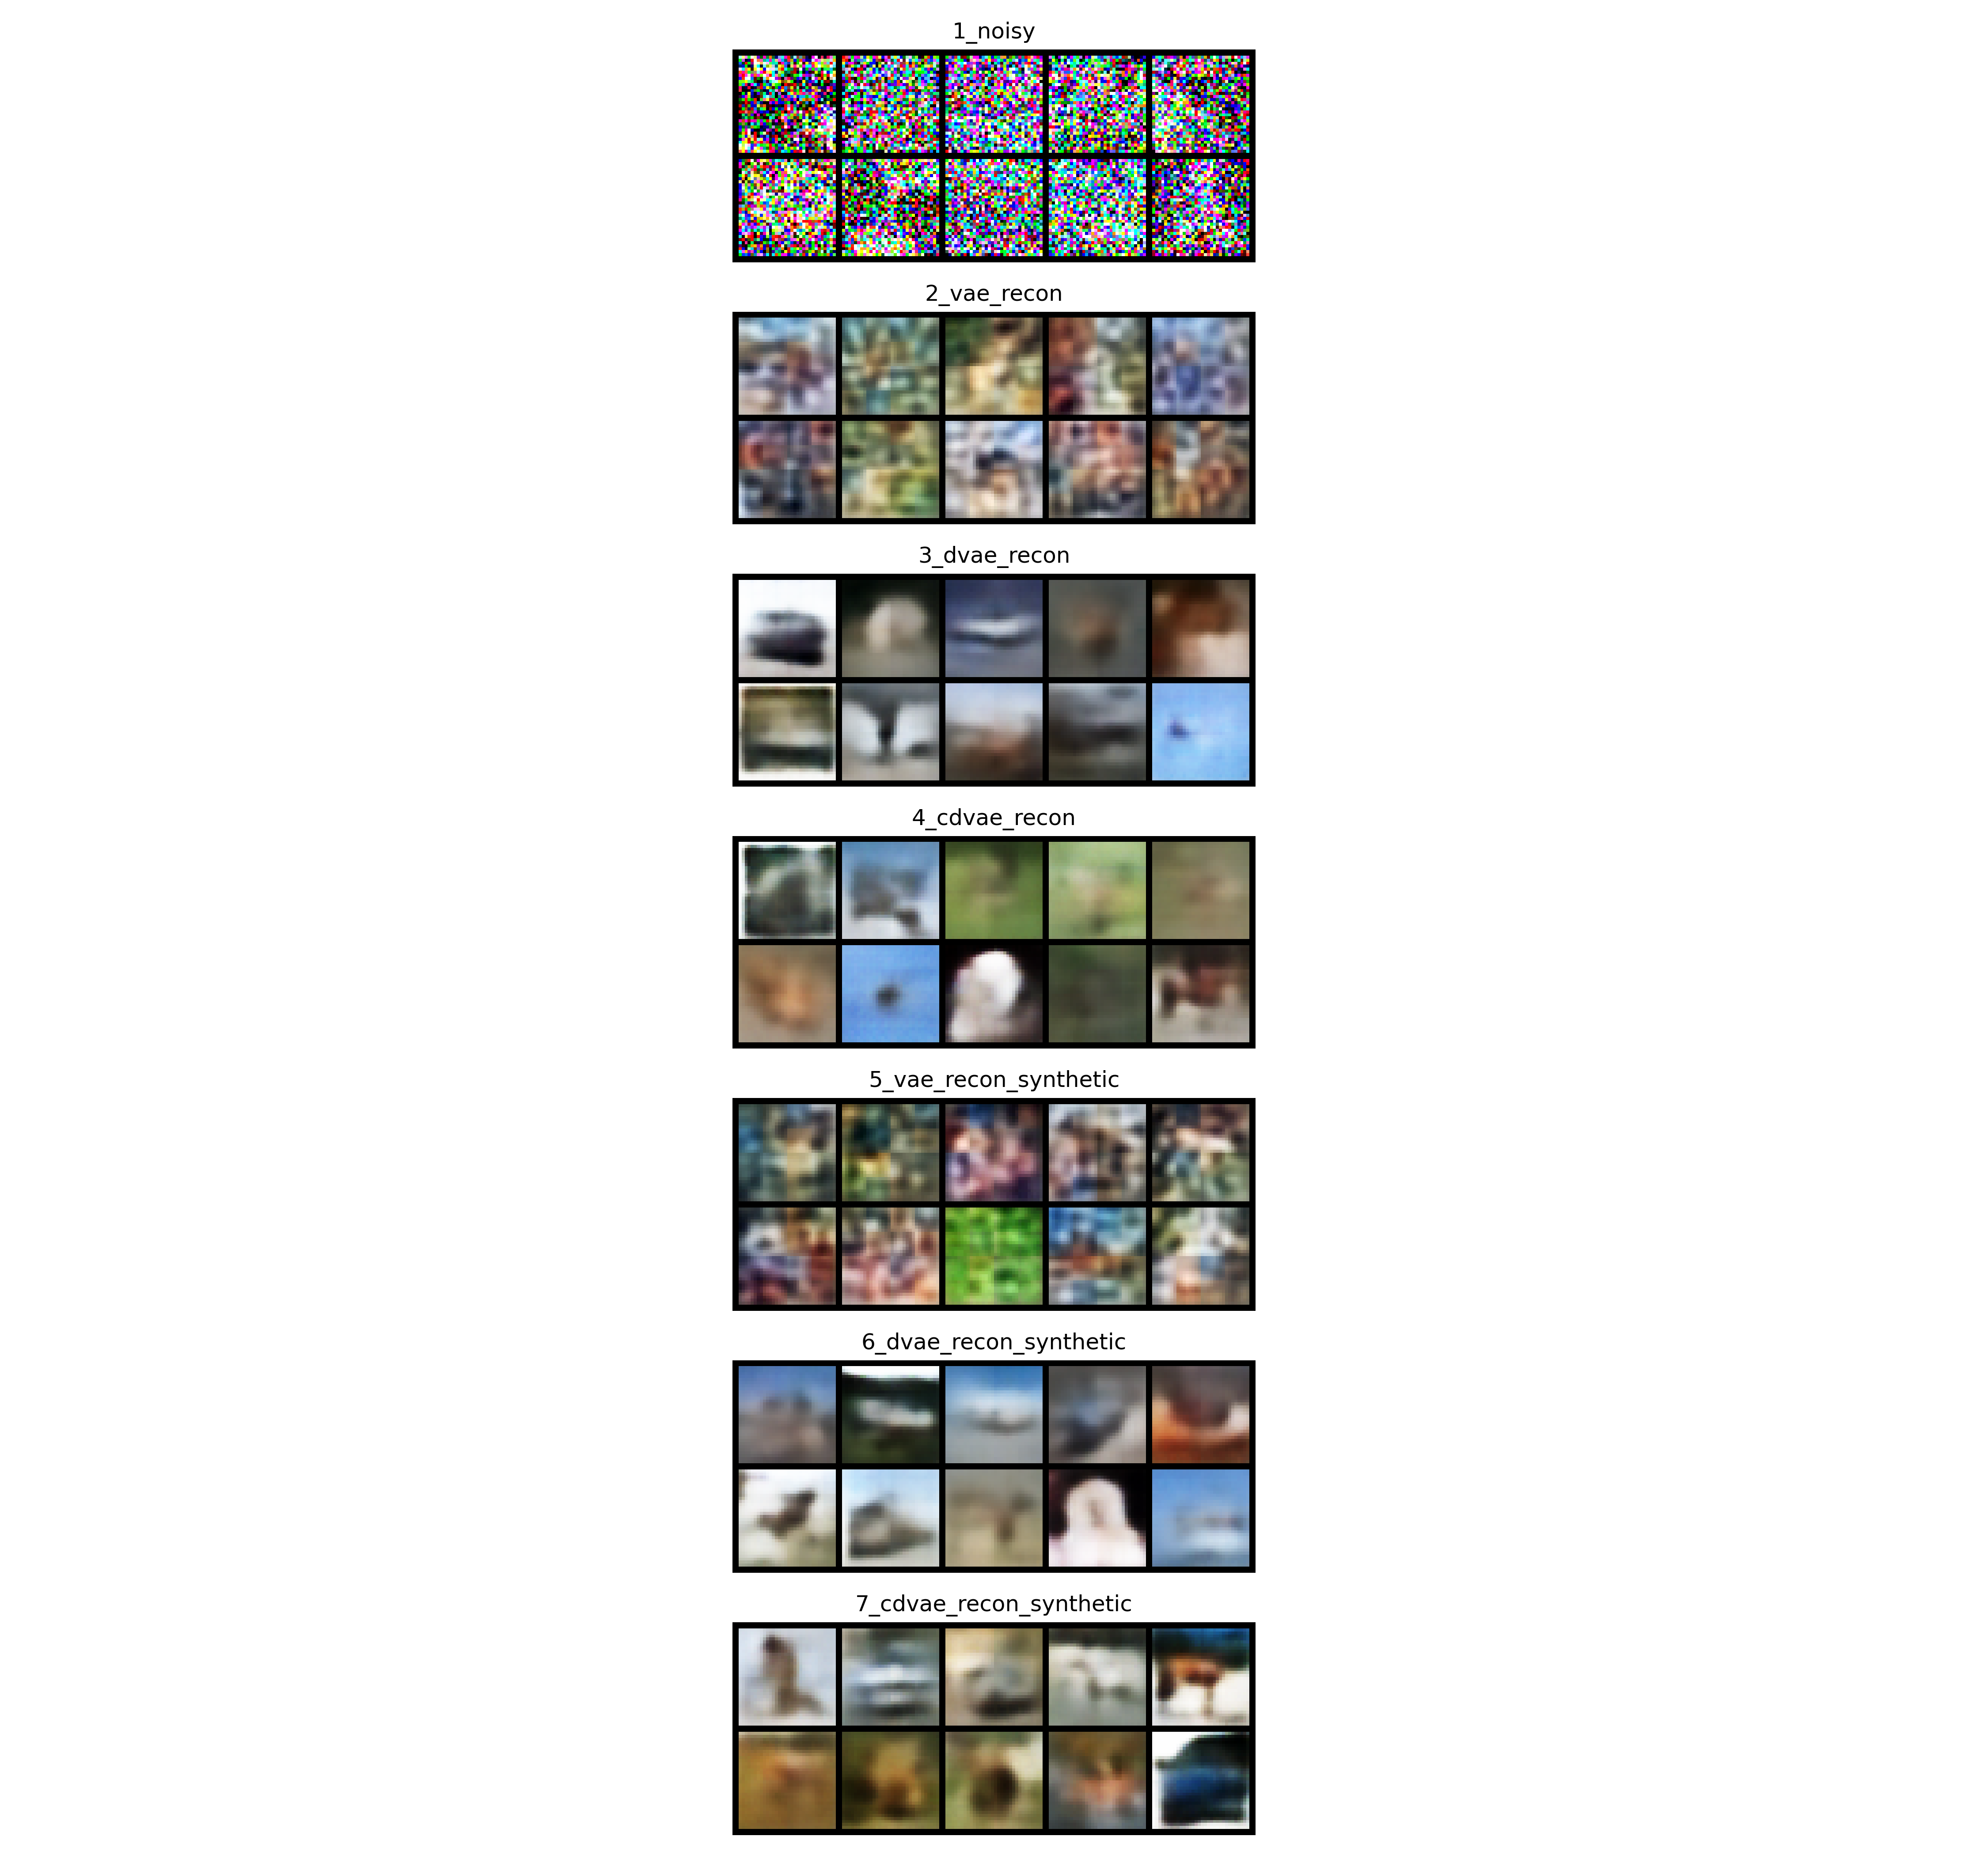 1_noisy
2_vae_recon
3_dvae_recon
4_cdvae_recon
5_vae_recon_synthetic
6_dvae_recon_synthetic
7_cdvae_recon_synthetic